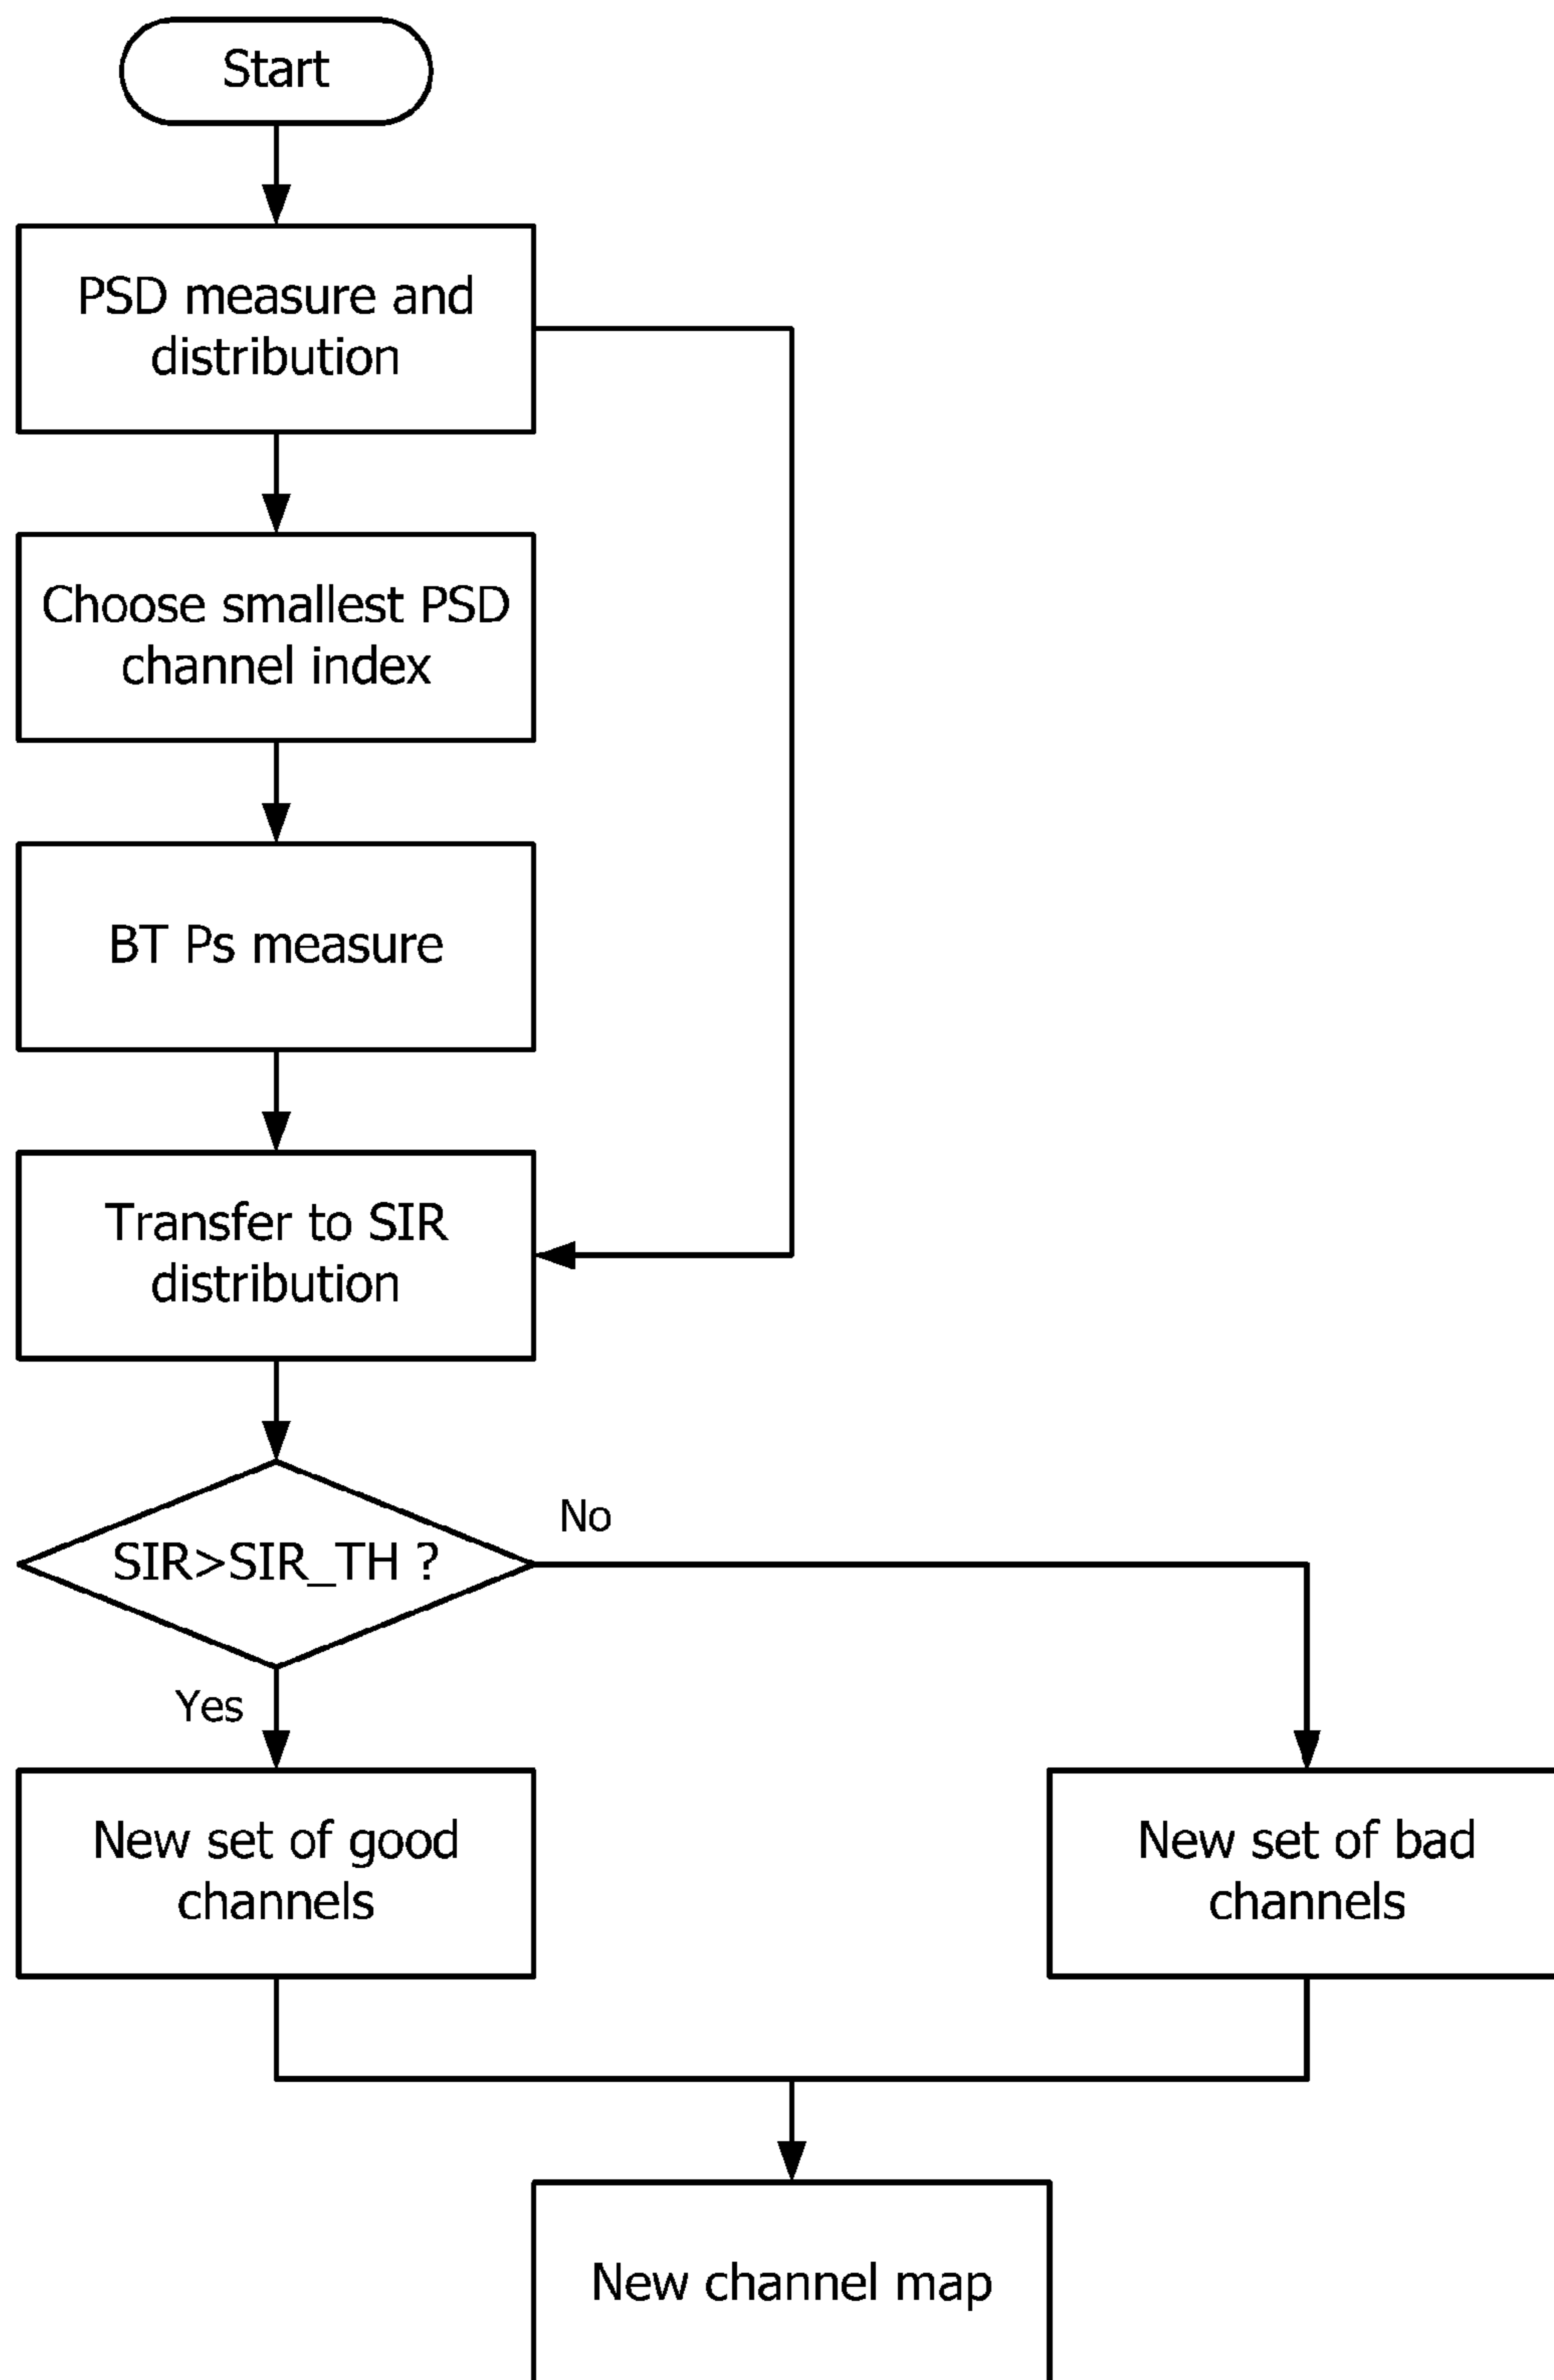 Start
PSD measure and
distribution
Choose smallest PSD
channel index
BT Ps measure
Transfer to SIR
distribution
SIR>SIR_TH ?
No
Yes
New set of good
channels
New set of bad
channels
New channel map